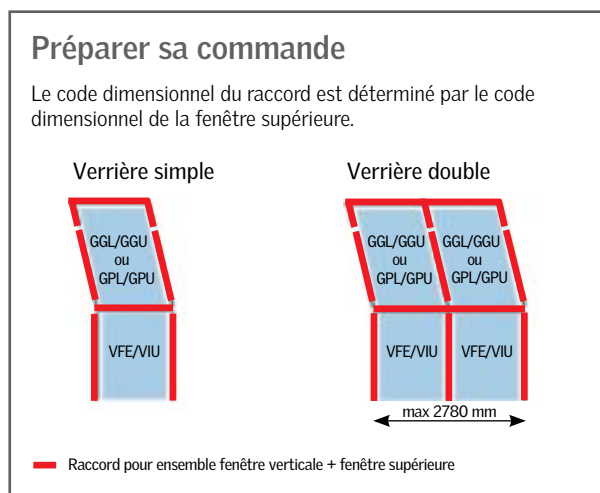 Préparer sa commande
Le code dimensionnel du raccord est déterminé par le code
dimensionnel de la fenêtre supérieure.
Verrière simple
GGL/GGU
ou
GPL/GPU
VFE/VIU
Verrière double
GGL/GGU
ou
GPL/GPU
GGL/GGU
ou
GPL/GPU
VFE/VIU
VFE/VIU
max 2780 mm
Raccord pour ensemble fenêtre verticale + fenêtre supérieure